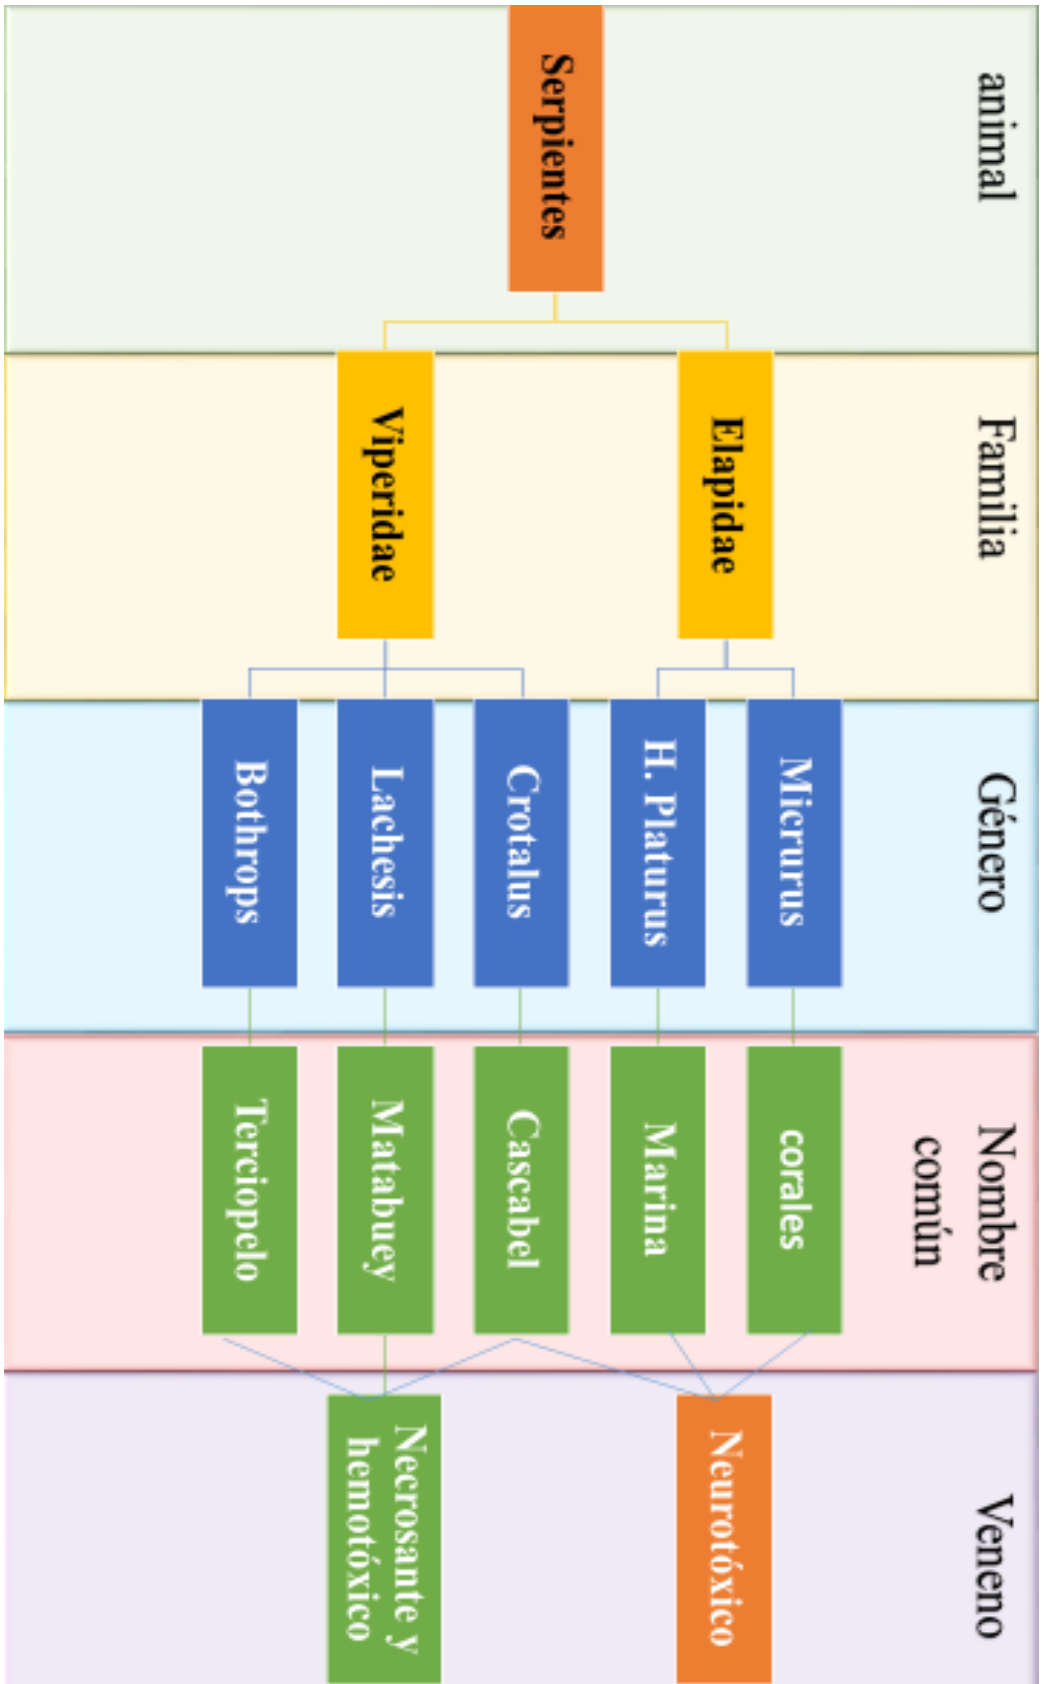 animal
Familia
Género
Nombre
común
Veneno
Serpientes
Elapidae
Viperidae
Micrurus
H. Platurus
Crotalus
Lachesis
Bothrops
corales
Marina
Cascabel
Matabuey
Terciopelo
Neurotóxico
Necrosante y
hemotóxico